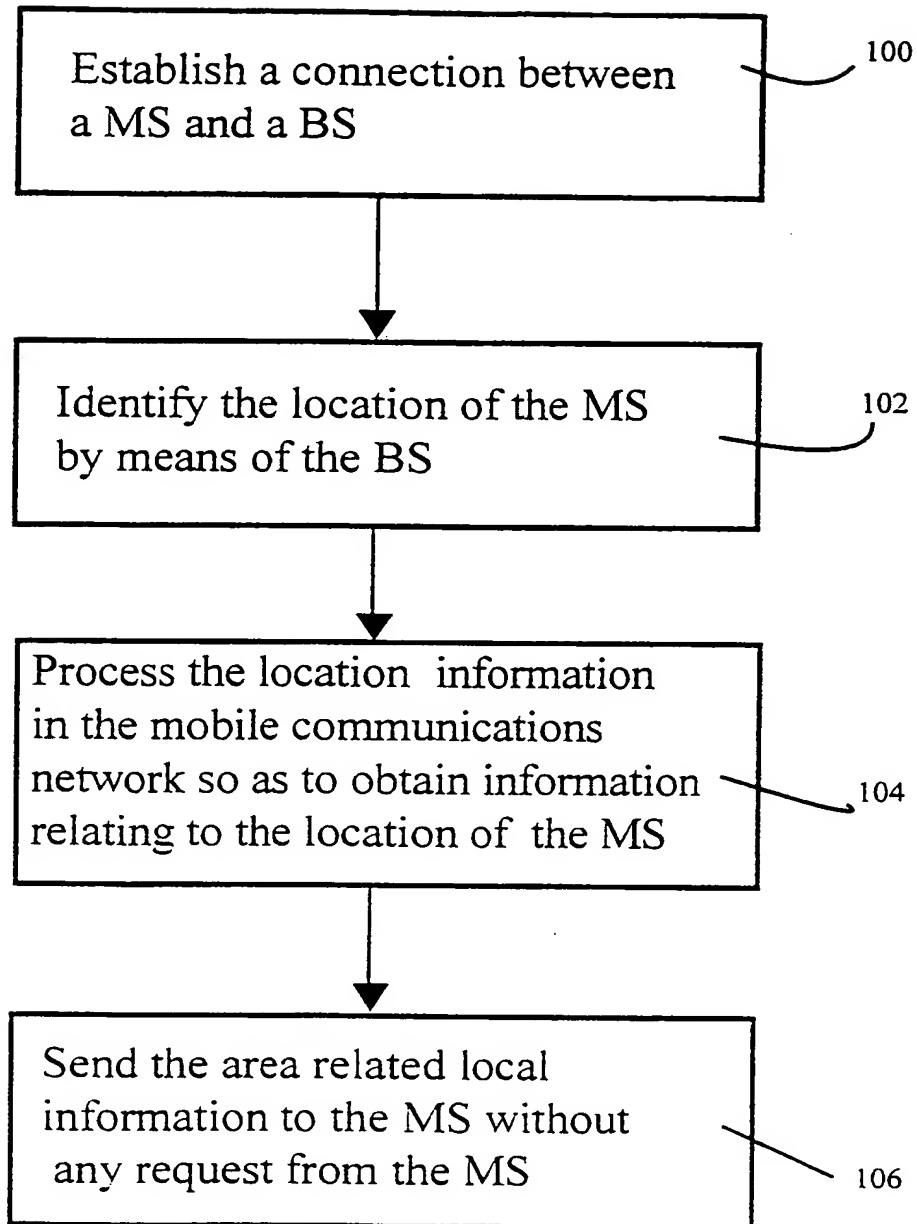 Establish a connection between
a MS and a BS
100
Identify the location of the MS
by means of the BS
102
Process the location information
in the mobile communications
network so as to obtain information
relating to the location of the MS
104
Send the area related local
information to the MS without
any request from the MS
106